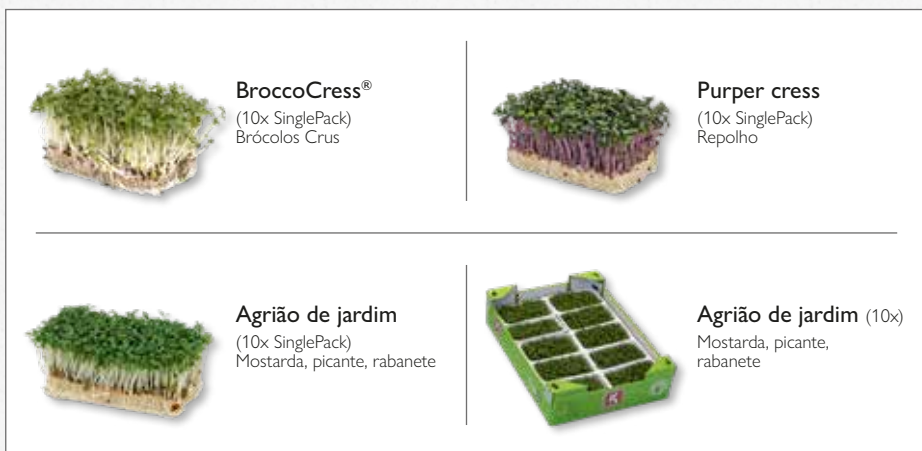 BroccoCress®
(10x SinglePack)
Brócolos Crus
Purper cress
(10x SinglePack)
Repolho
Agrião de jardim
(10x SinglePack)
Mostarda, picante, rabanete
Agrião de jardim (10x)
Mostarda, picante,
rabanete